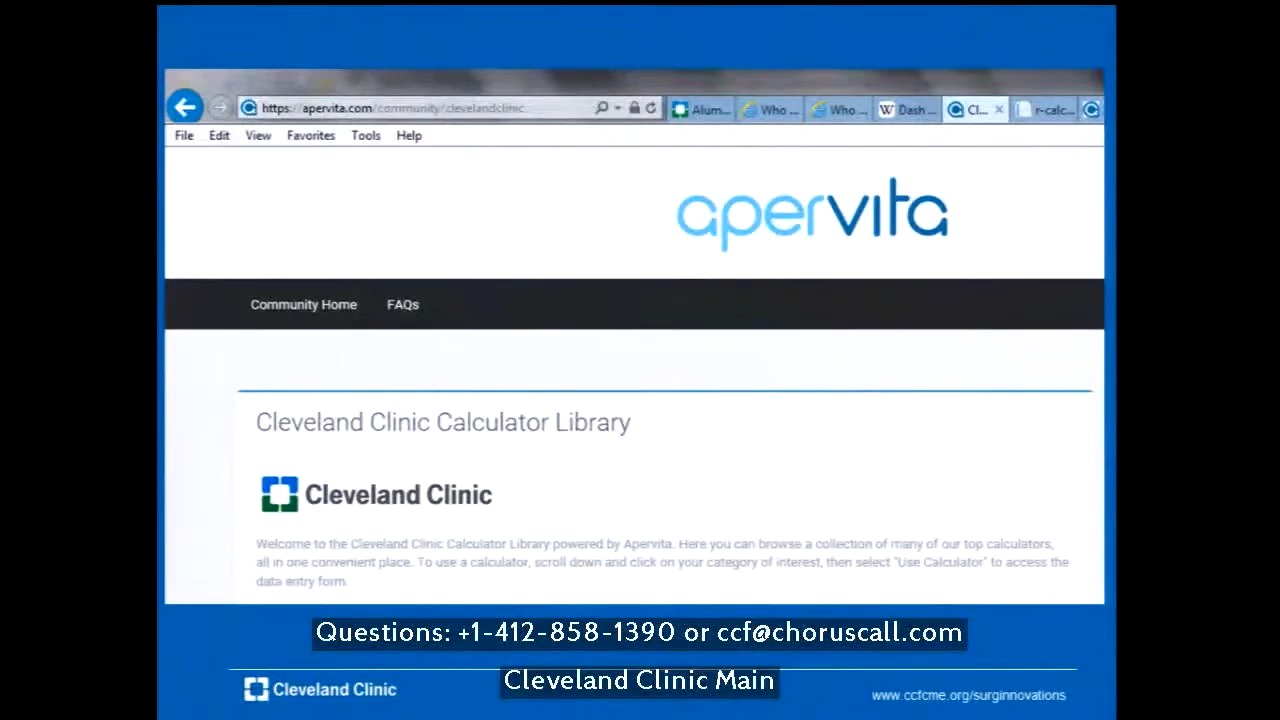 https://apervita.com/community/clevelandclinic
Alum...
Who ...
Who ...
W Dash ...
Cl...
r-calc...
File Edit View Favorites Tools Help
apervita
Community Home FAQs
Cleveland Clinic Calculator Library
Cleveland Clinic
Welcome to the Cleveland Clinic Calculator Library powered by Apervita. Here you can browse a collection of many of our top calculators,
all in one convenient place. To use a calculator, scroll down and click on your category of interest, then select "Use Calculator" to access the
data entry form.
Questions: +1-412-858-1390 or ccf@choruscall.com
Cleveland Clinic
Cleveland Clinic Main
www.ccfcme.org/surginnovations